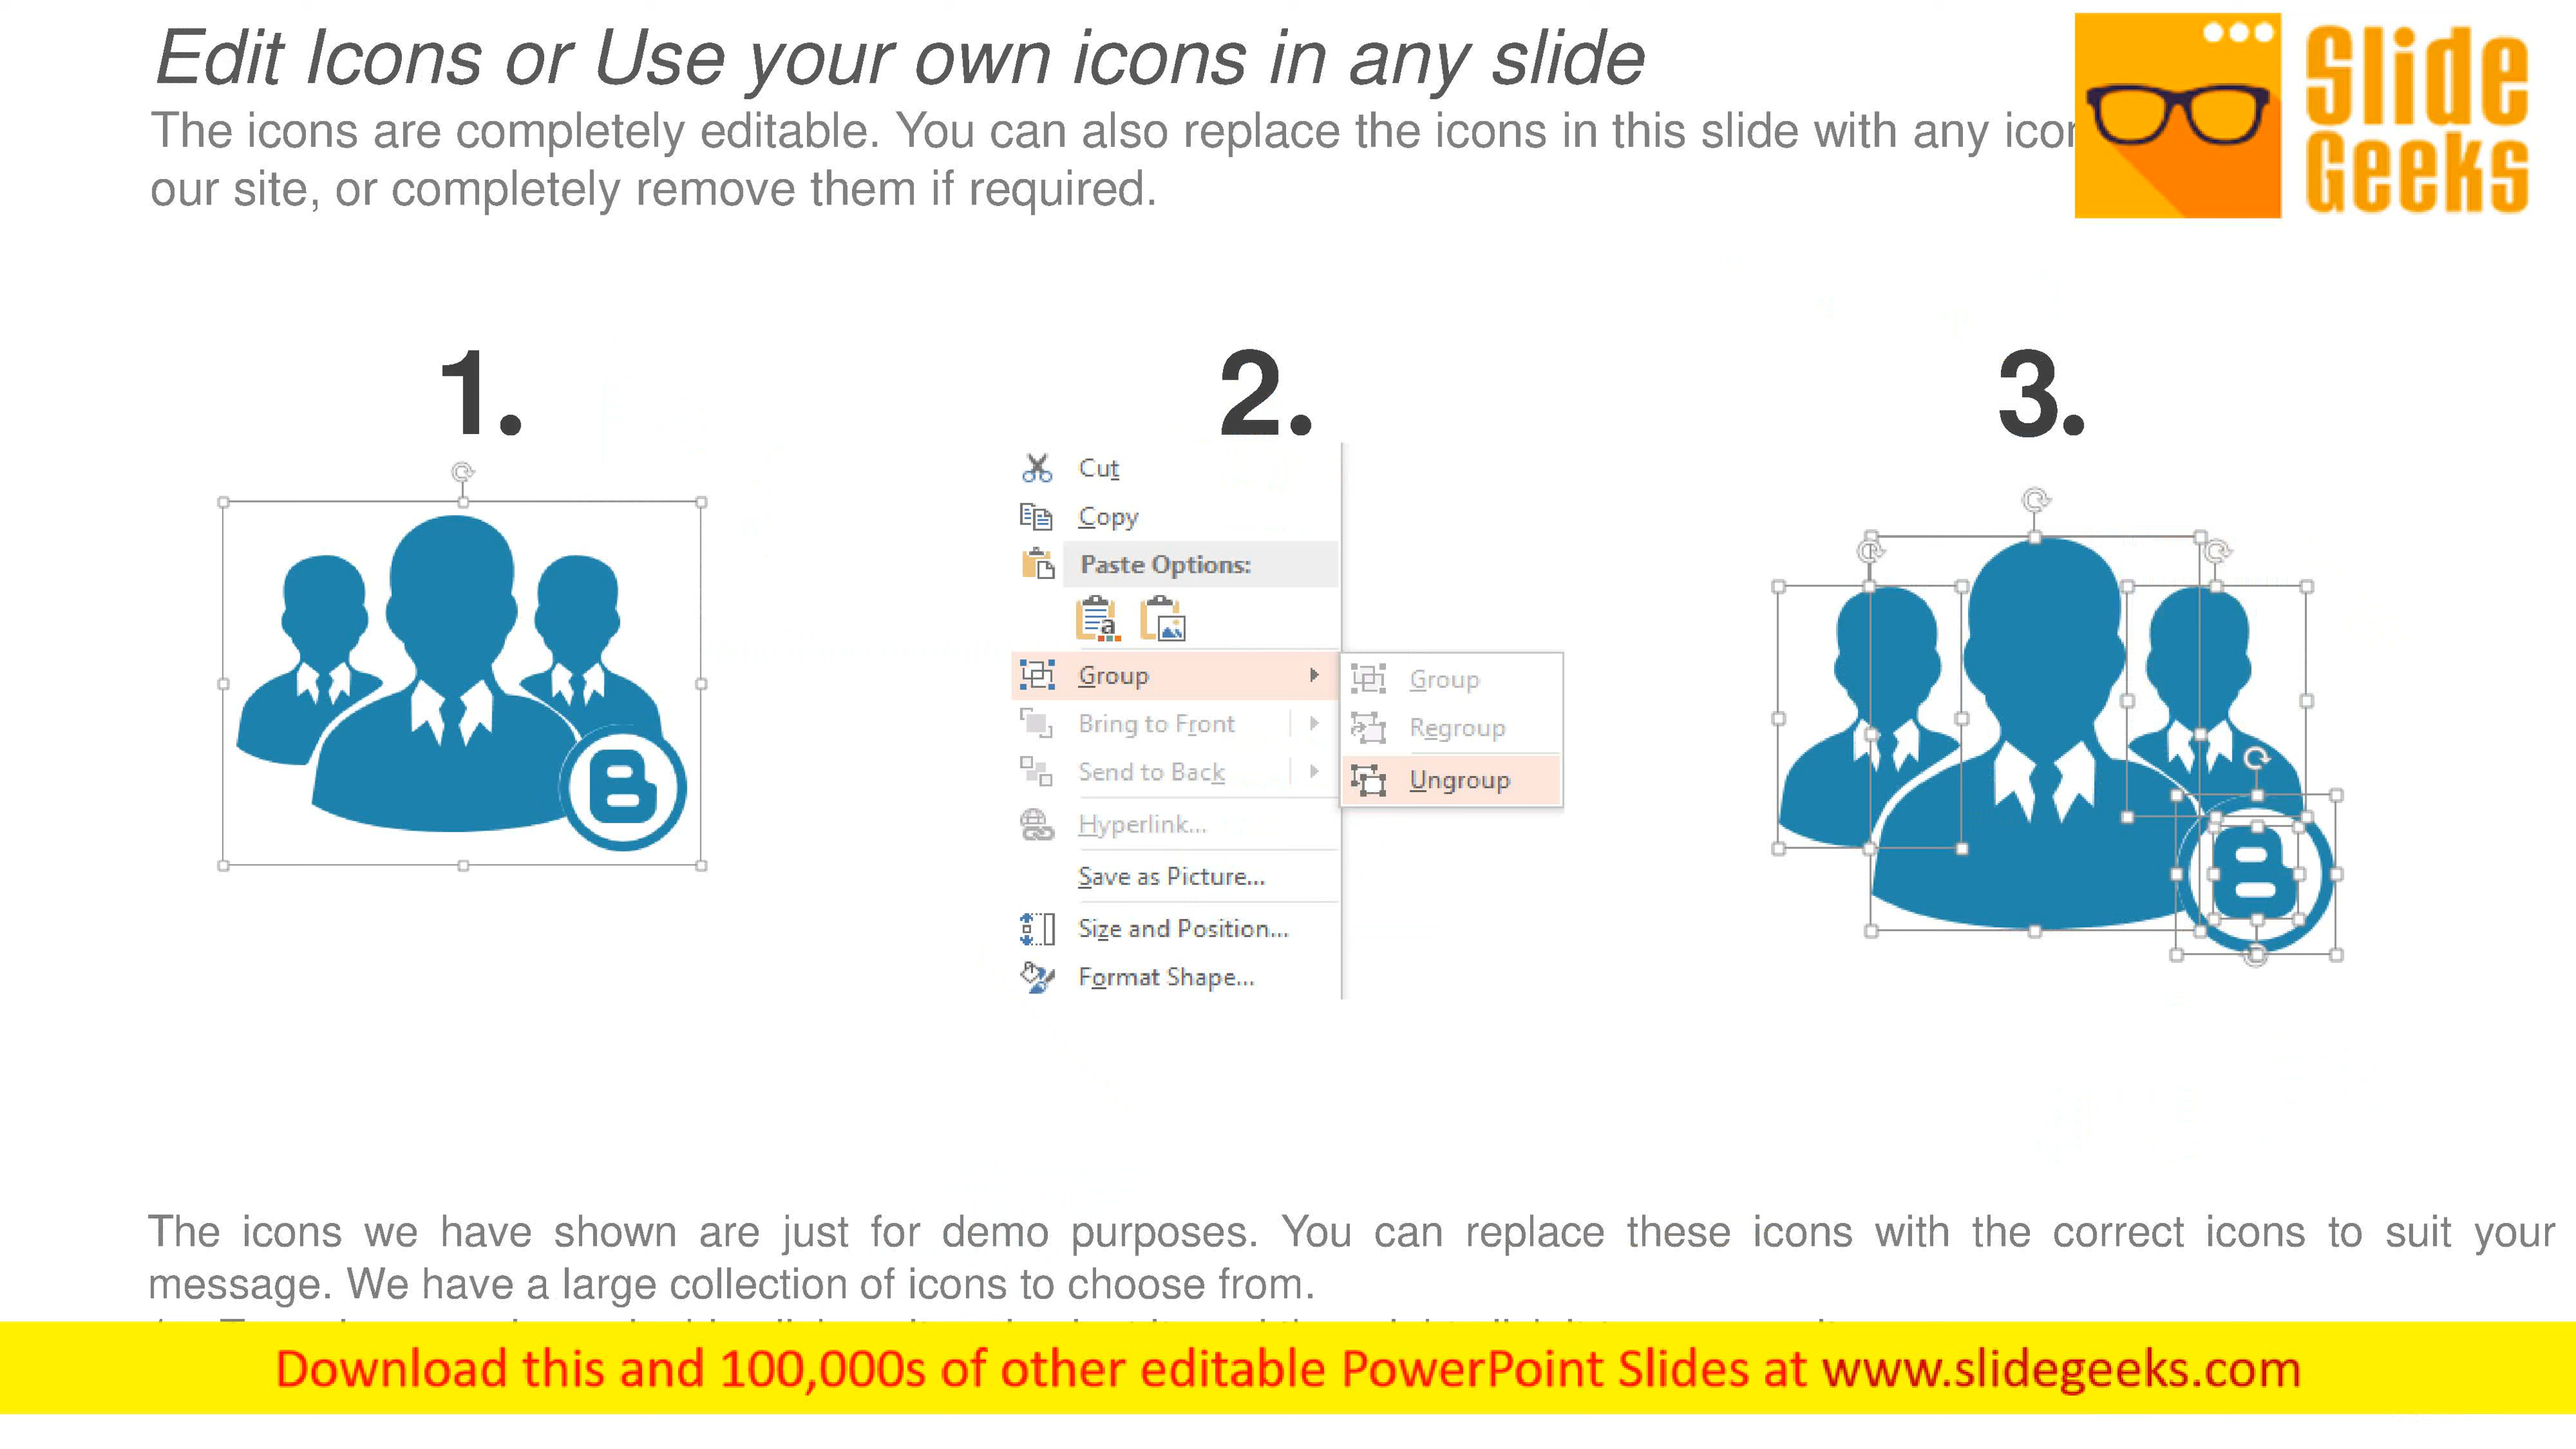 Edit Icons or Use your own icons in any slide
The icons are completely editable. You can also replace the icons in this slide with any
our site, or completely remove them if required.
Slide
Geeks
1.
2.
3.
Cut
Copy
Paste Options:
Group
Bring to Front
Send to Back
Hyperlink...
Save as Picture...
Size and Position...
Format Shape...
Group
Regroup
Ungroup
The icons we have shown are just for demo purposes. You can replace these icons with the correct icons to suit your
message. We have a large collection of icons to choose from.
Download this and 100,000s of other editable PowerPoint Slides at www.slidegeeks.com